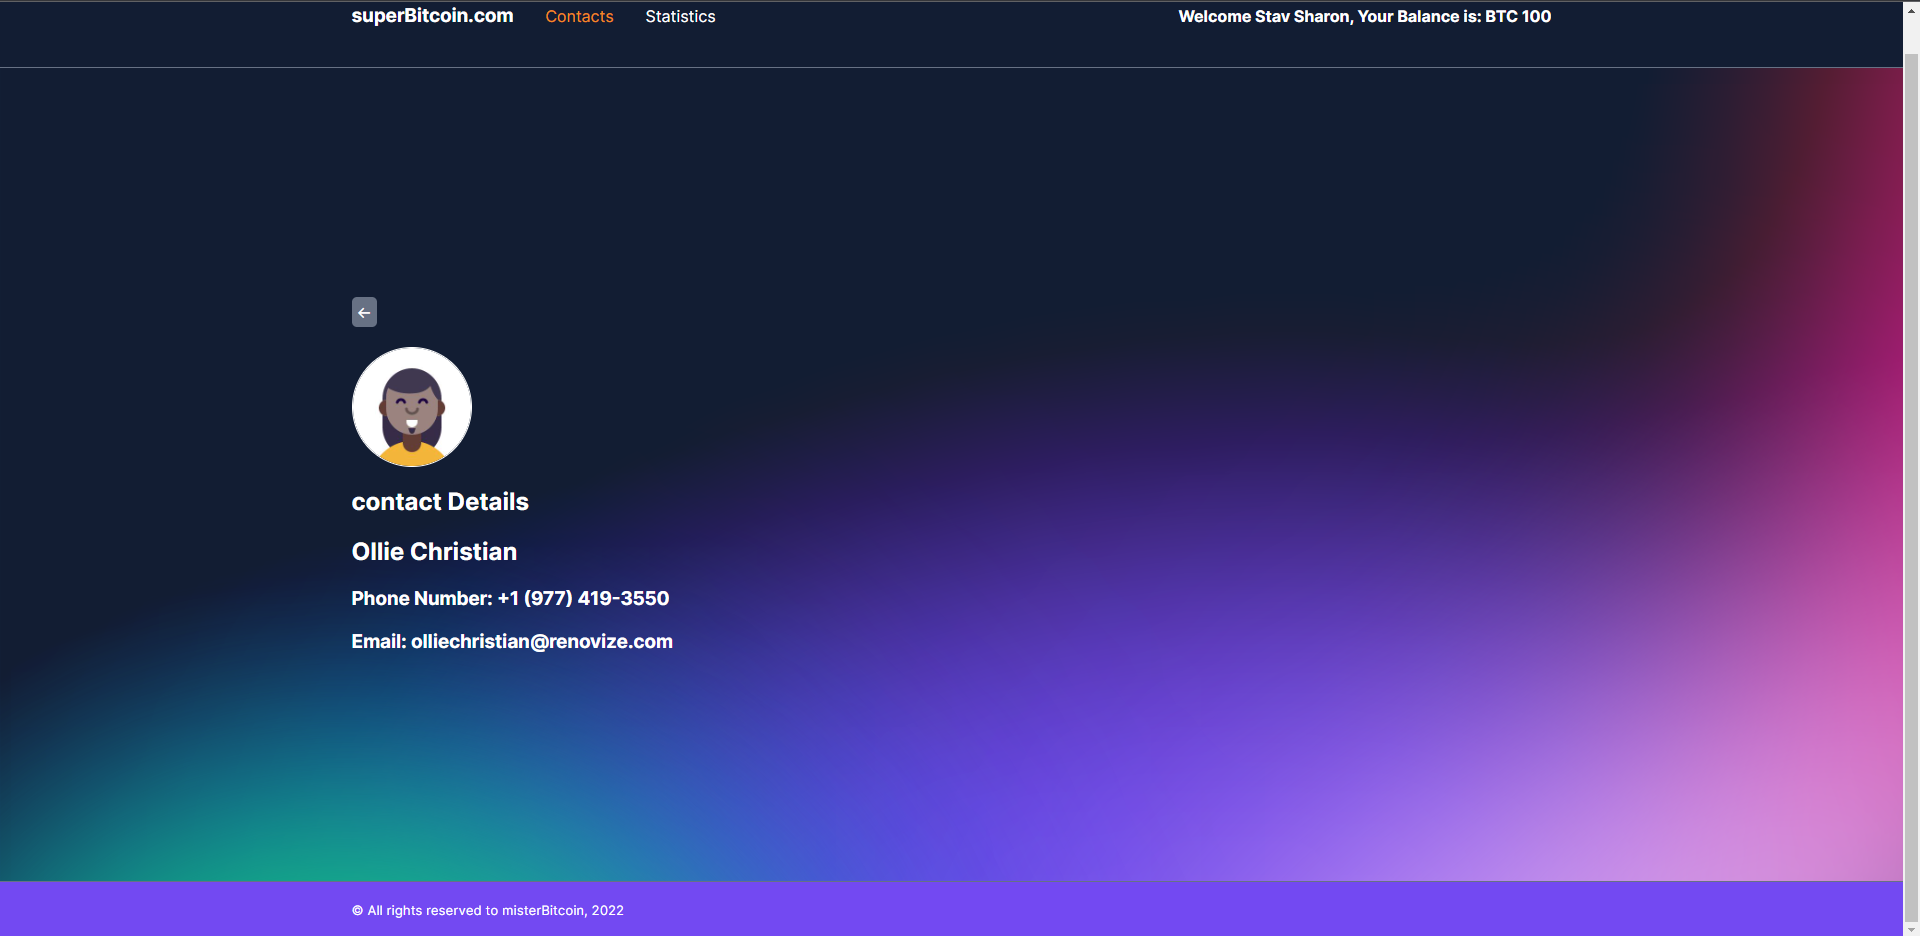 superBitcoin.com Contacts Statistics Welcome Stav Sharon, Your Balance is: BTC 100
contact Details
Ollie Christian
Phone Number: +1 (977) 419-3550
Email: olliechristian@renovize.com
© All rights reserved to misterBitcoin, 2022